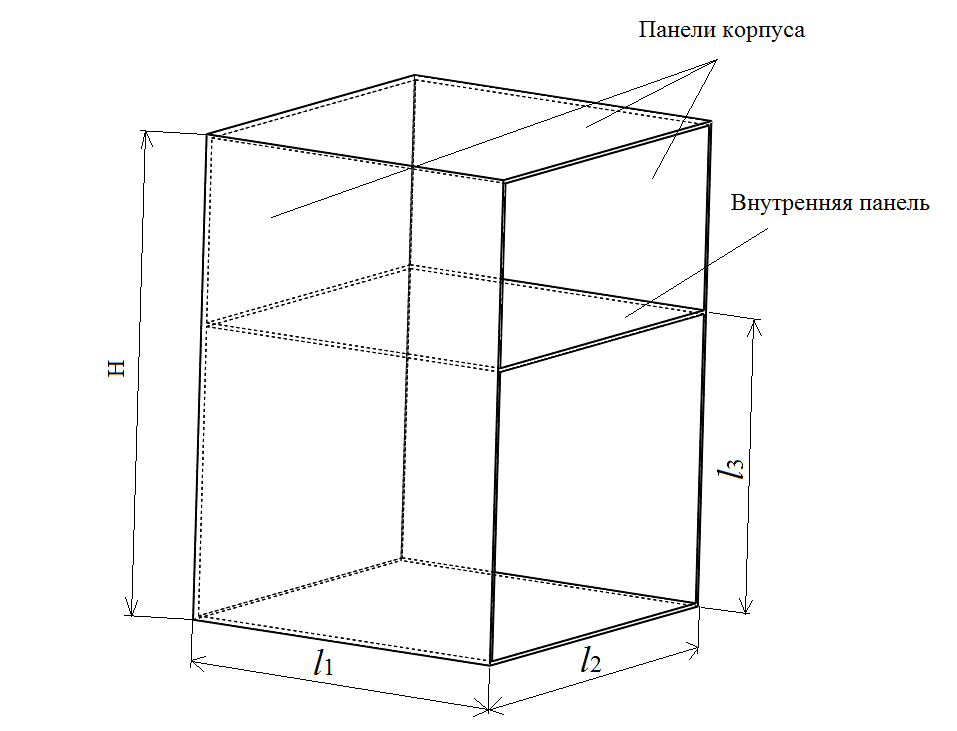 Панели корпуса
Внутренняя панель
H
l3
l1
l2